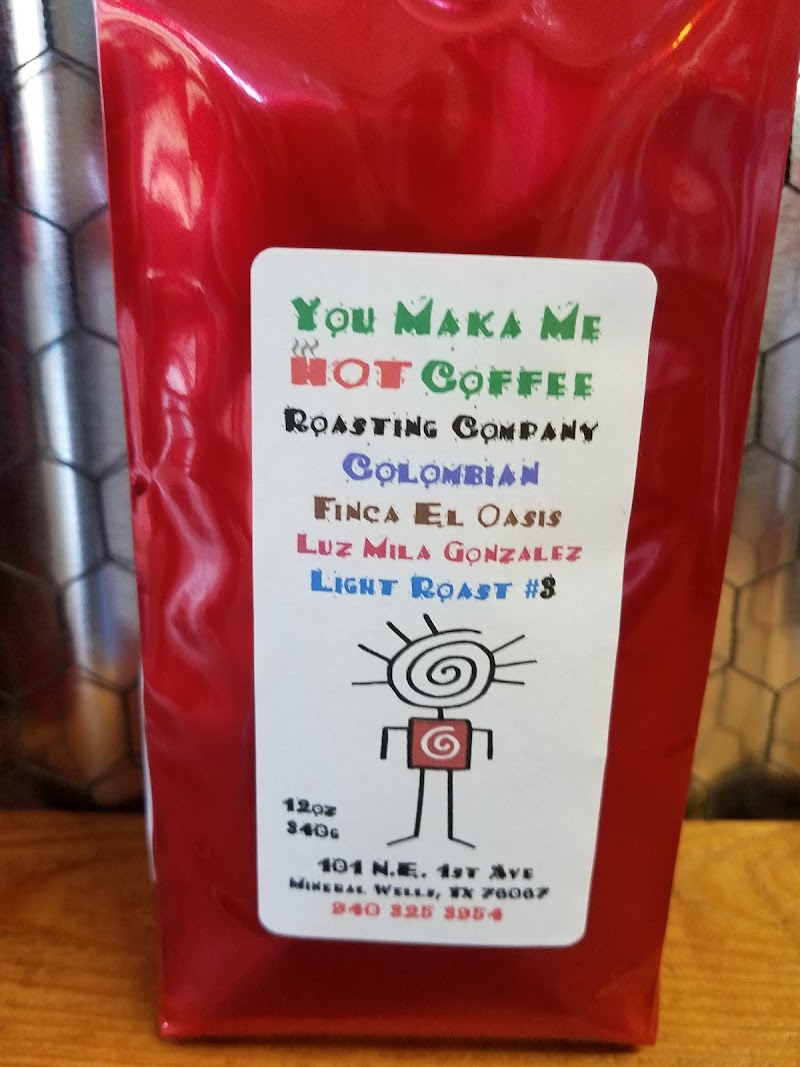 You Maka Me
HOT Coffee
Roasting Company
Colombian
Finca El Oasis
Luz Mila Gonzalez
Light Roast #3
12oz
340g
101 N.E. 1st Ave
Mineral Wells, TX 76067
940 325 3954